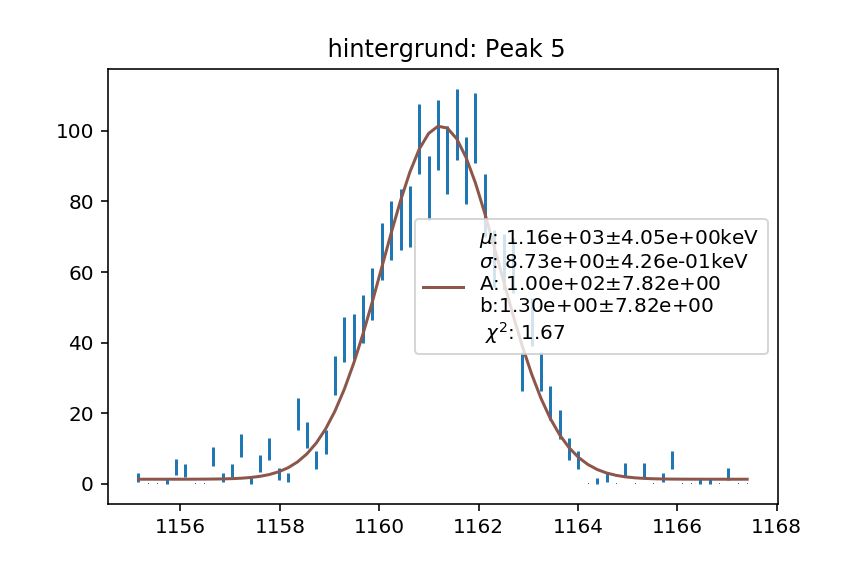 hintergrund: Peak 5
100
80
60
40
20
0
μ: 1.16e+03±4.05e+00keV
σ: 8.73e+00±4.26e-01keV
A: 1.00e+02±7.82e+00
b:1.30e+00±7.82e+00
χ²: 1.67
1156 1158 1160 1162 1164 1166 1168